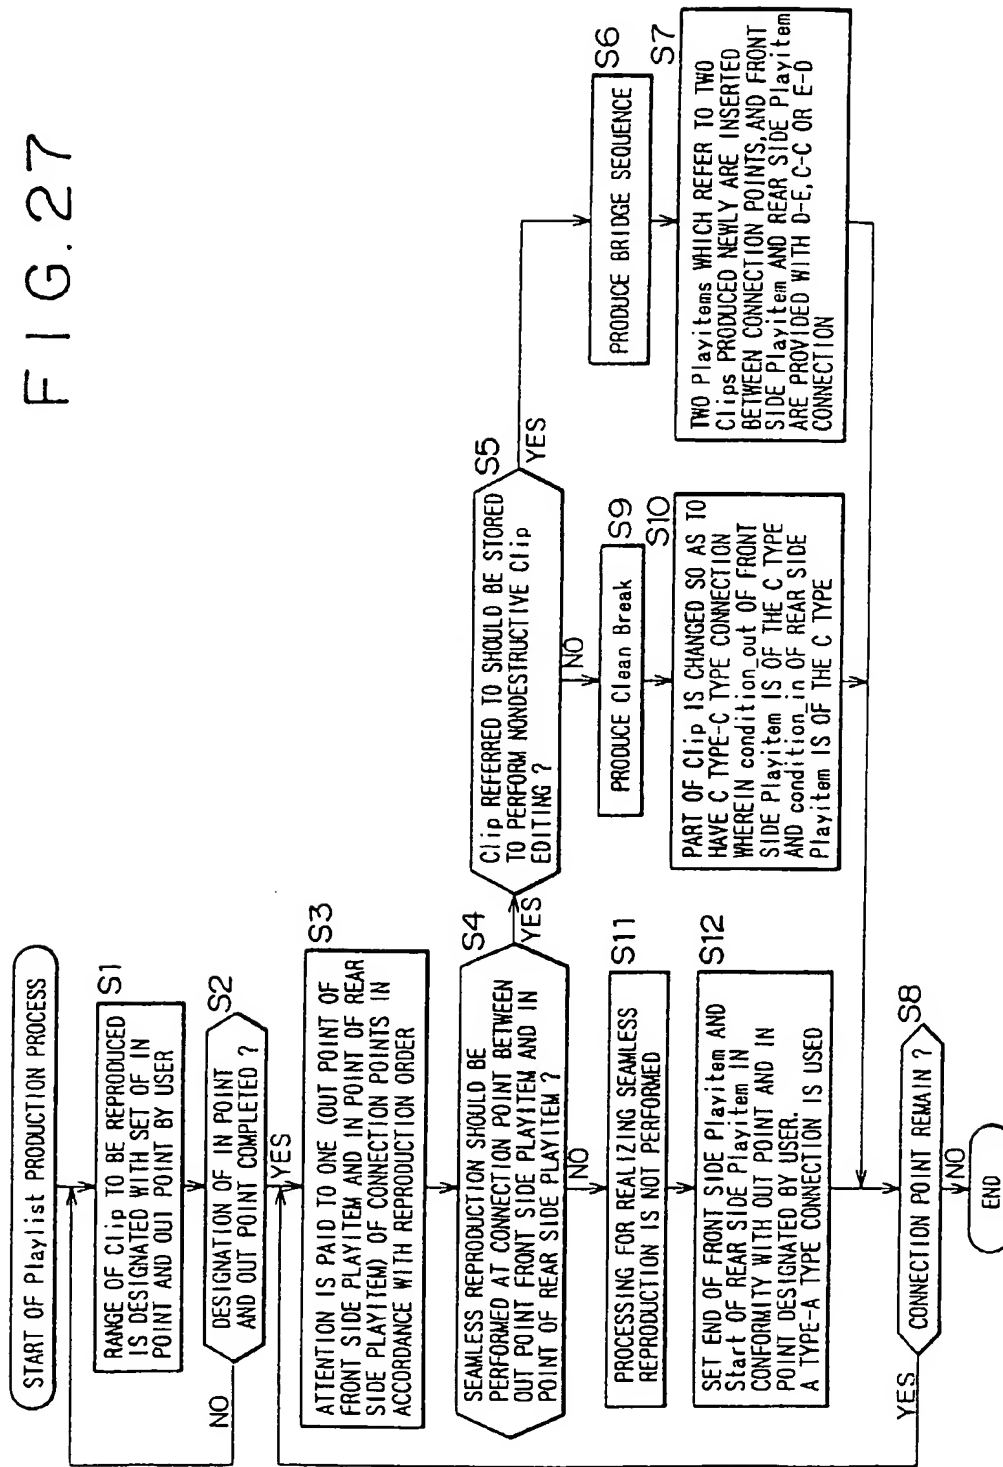 FIG.27
START OF Playlist PRODUCTION PROCESS
S1
RANGE OF Clip TO BE REPRODUCED
IS DESIGNATED WITH SET OF IN
POINT AND OUT POINT BY USER
S2
DESIGNATION OF IN POINT
AND OUT POINT COMPLETED ?
NO
YES
S3
ATTENTION IS PAID TO ONE (OUT POINT OF
FRONT SIDE PLAYITEM AND IN POINT OF REAR
SIDE PLAYITEM) OF CONNECTION POINTS IN
ACCORDANCE WITH REPRODUCTION ORDER
S4
SEAMLESS REPRODUCTION SHOULD BE
PERFORMED AT CONNECTION POINT BETWEEN
OUT POINT FRONT SIDE PLAYITEM AND IN
POINT OF REAR SIDE PLAYITEM ?
YES
NO
S5
Clip REFERRED TO SHOULD BE STORED
TO PERFORM NONDESTRUCTIVE Clip
EDITING ?
YES
NO
S6
PRODUCE BRIDGE SEQUENCE
S7
TWO Playitems WHICH REFER TO TWO
Clips PRODUCED NEWLY ARE INSERTED
BETWEEN CONNECTION POINTS, AND FRONT
SIDE Playitem AND REAR SIDE Playitem
ARE PROVIDED WITH D-E, C-C OR E-D
CONNECTION
S9
PRODUCE Clean Break
S10
PART OF Clip IS CHANGED SO AS TO
HAVE C TYPE-C TYPE CONNECTION
WHEREIN condition_out OF FRONT
SIDE Playitem IS OF THE C TYPE
AND condition_in OF REAR SIDE
Playitem IS OF THE C TYPE
S11
PROCESSING FOR REALIZING SEAMLESS
REPRODUCTION IS NOT PERFORMED
S12
SET END OF FRONT SIDE Playitem AND
Start OF REAR SIDE Playitem IN
CONFORMITY WITH OUT POINT AND IN
POINT DESIGNATED BY USER.
A TYPE-A TYPE CONNECTION IS USED
S8
CONNECTION POINT REMAIN ?
YES
NO
END